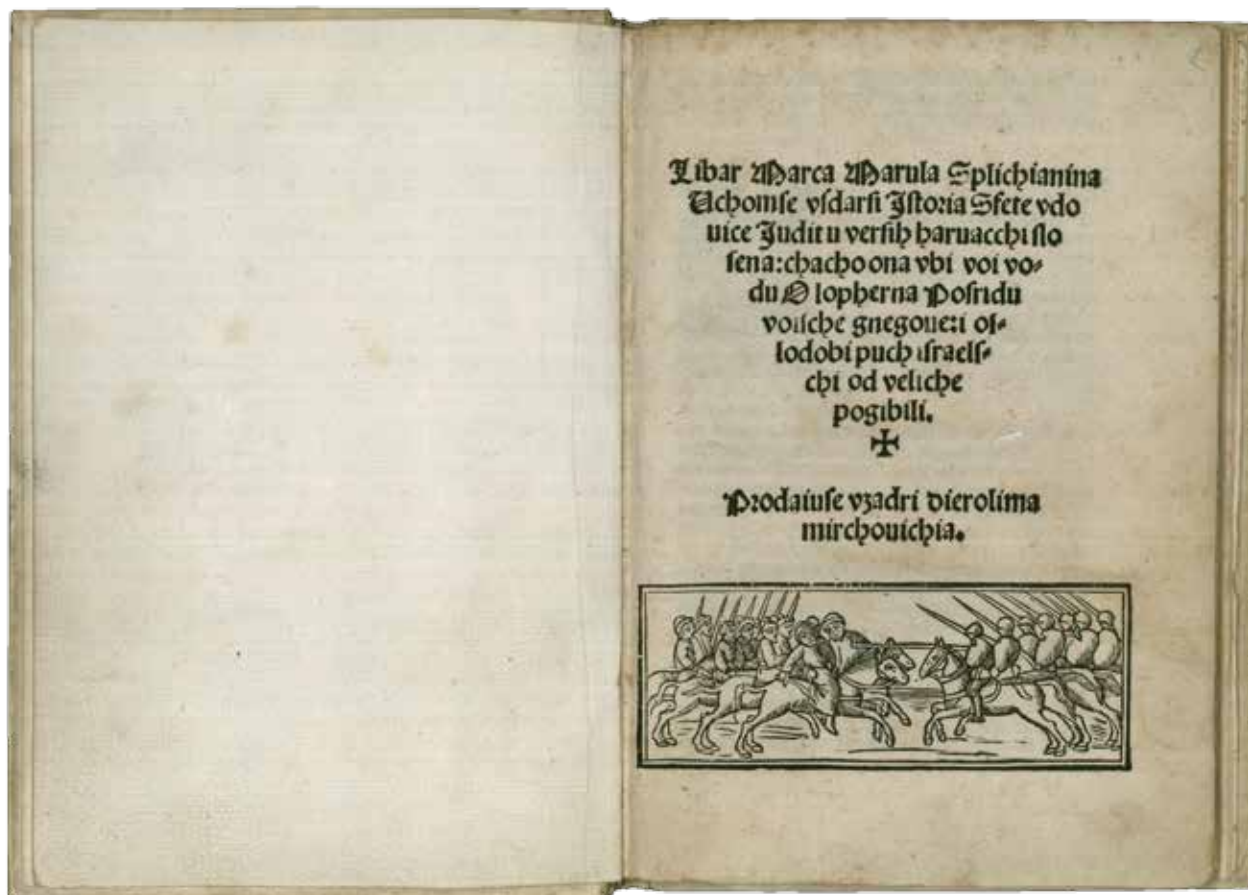 Libar Marca Marula Splichianina
Uchomse vsdarsi Istoria Sfete vdo
uice Judit u versih haruacchi slo
sena: chacho ona vbi voi vo-
du Olopherna Posridu
voische gnegoue: i os-
lodobi puch israels-
chi od veliche
pogibili.
Prodaiuse vzadri dierolima
mirchouichia.